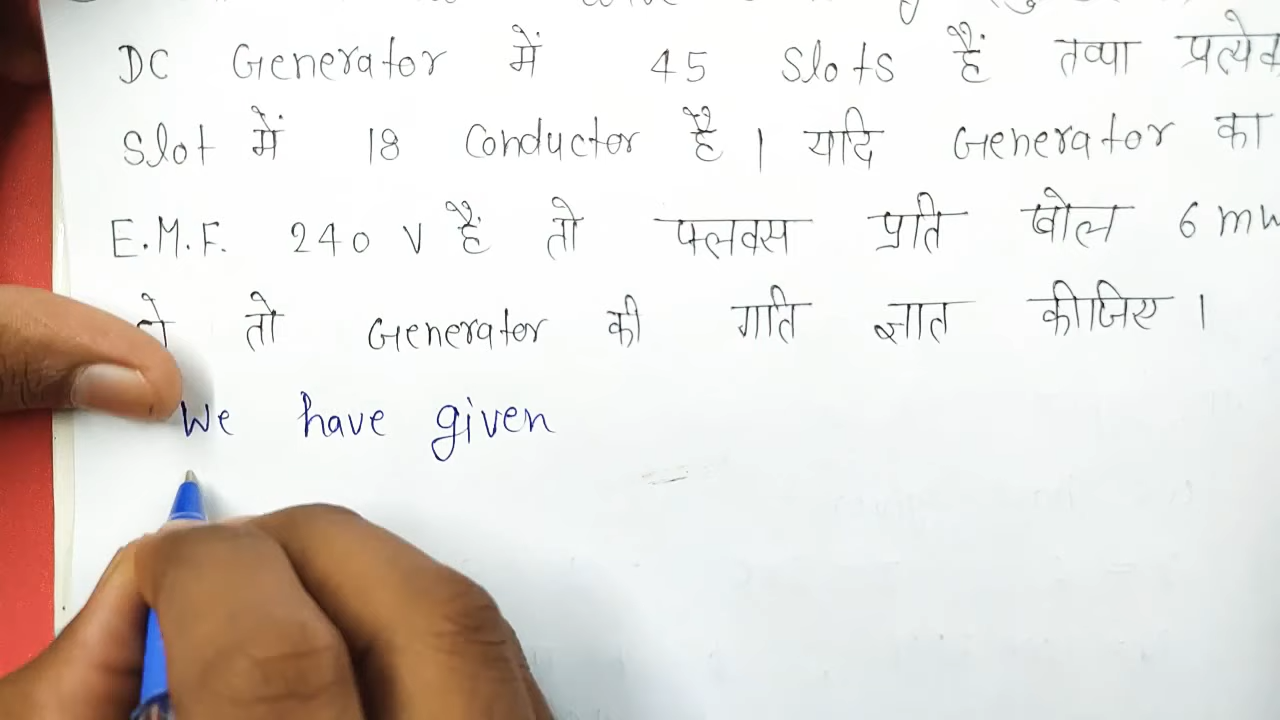 DC Generator में 45 Slots हैं तथा
Slot में 18 Conductor है । यदि Generator का
E.M.F. 240 V है तो फ्लक्स प्रति पोल 6
तो Generator की गति ज्ञात कीजिए ।
We have given